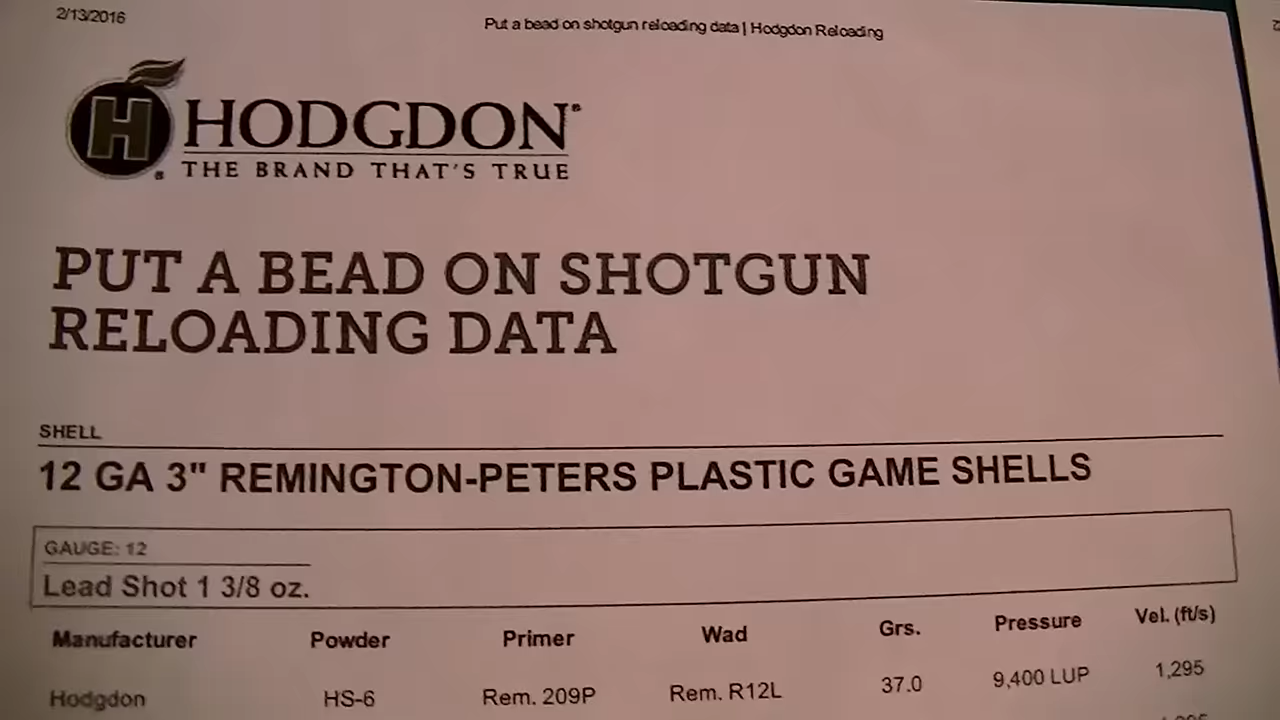 2/13/2016
Put a bead on shotgun reloading data | Hodgdon Reloading
H HODGDON®
THE BRAND THAT'S TRUE
PUT A BEAD ON SHOTGUN
RELOADING DATA
SHELL
12 GA 3" REMINGTON-PETERS PLASTIC GAME SHELLS
GAUGE: 12
Lead Shot 1 3/8 oz.
Manufacturer Powder Primer Wad Grs. Pressure Vel. (ft/s)
Hodgdon HS-6 Rem. 209P Rem. R12L 37.0 9,400 LUP 1,295